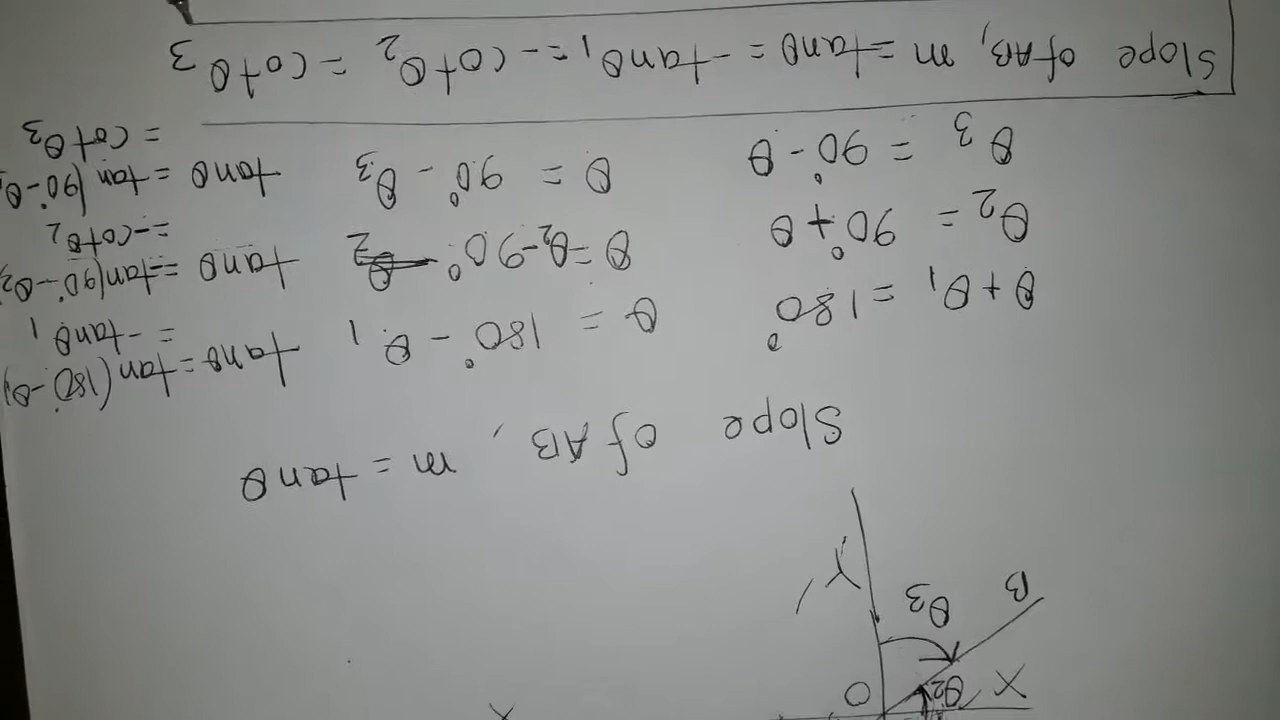 X θ₂ O X
B θ₃ Y'
Slope of AB, m = tanθ
θ + θ₁ = 180° θ = 180° - θ₁ tanθ = tan(180° - θ₁)
= - tanθ₁
θ₂ = 90° + θ θ = θ₂ - 90° tanθ = -tan(90° - θ₂
= -cotθ₂
θ₃ = 90° - θ θ = 90° - θ₃ tanθ = tan(90° - θ₃
= cotθ₃
Slope of AB, m = tanθ = -tanθ₁ = -cotθ₂ = cotθ₃